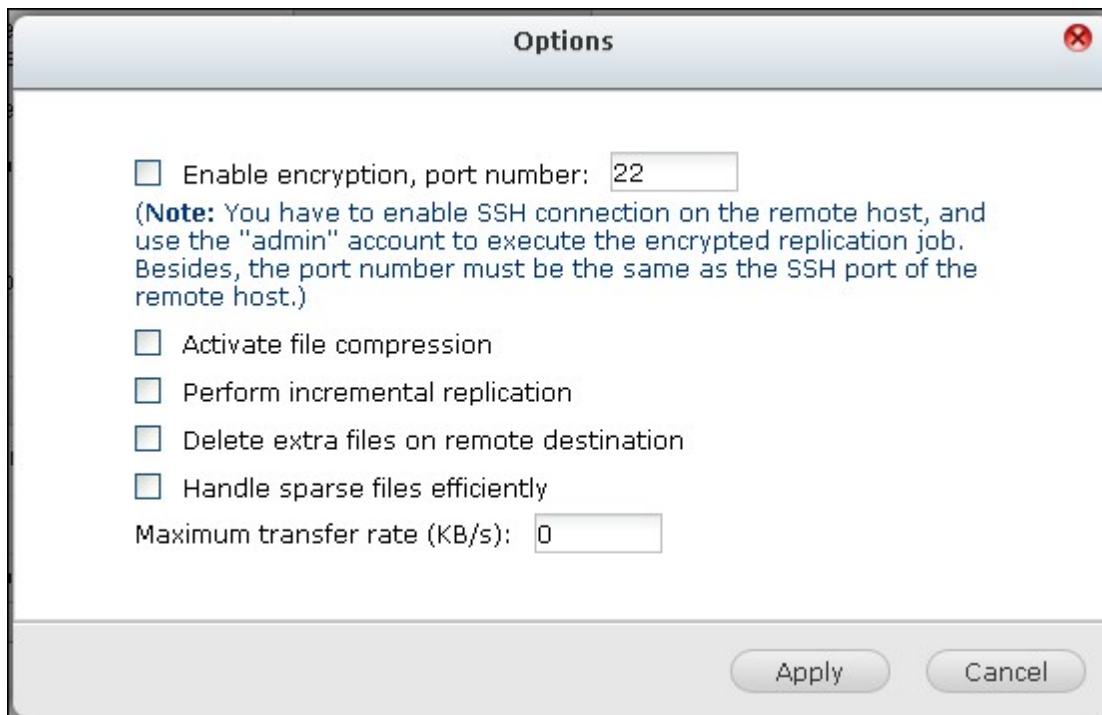 Options
Enable encryption, port number: 22
(Note: You have to enable SSH connection on the remote host, and
use the "admin" account to execute the encrypted replication job.
Besides, the port number must be the same as the SSH port of the
remote host.)
Activate file compression
Perform incremental replication
Delete extra files on remote destination
Handle sparse files efficiently
Maximum transfer rate (KB/s): 0
Apply Cancel